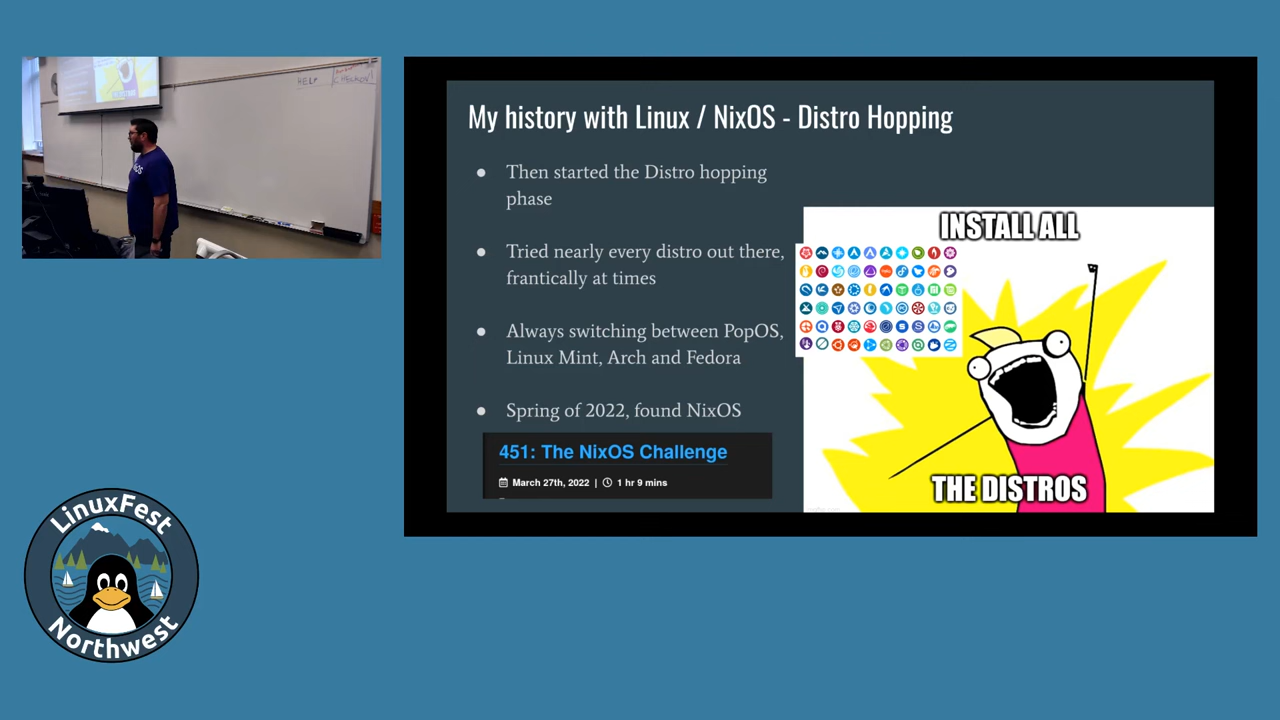 HELP
My history with Linux / NixOS - Distro Hopping
● Then started the Distro hopping
phase
● Tried nearly every distro out there,
frantically at times
● Always switching between PopOS,
Linux Mint, Arch and Fedora
● Spring of 2022, found NixOS
451: The NixOS Challenge
March 27th, 2022 | 1 hr 9 mins
INSTALL ALL
THE DISTROS
LinuxFest
Northwest